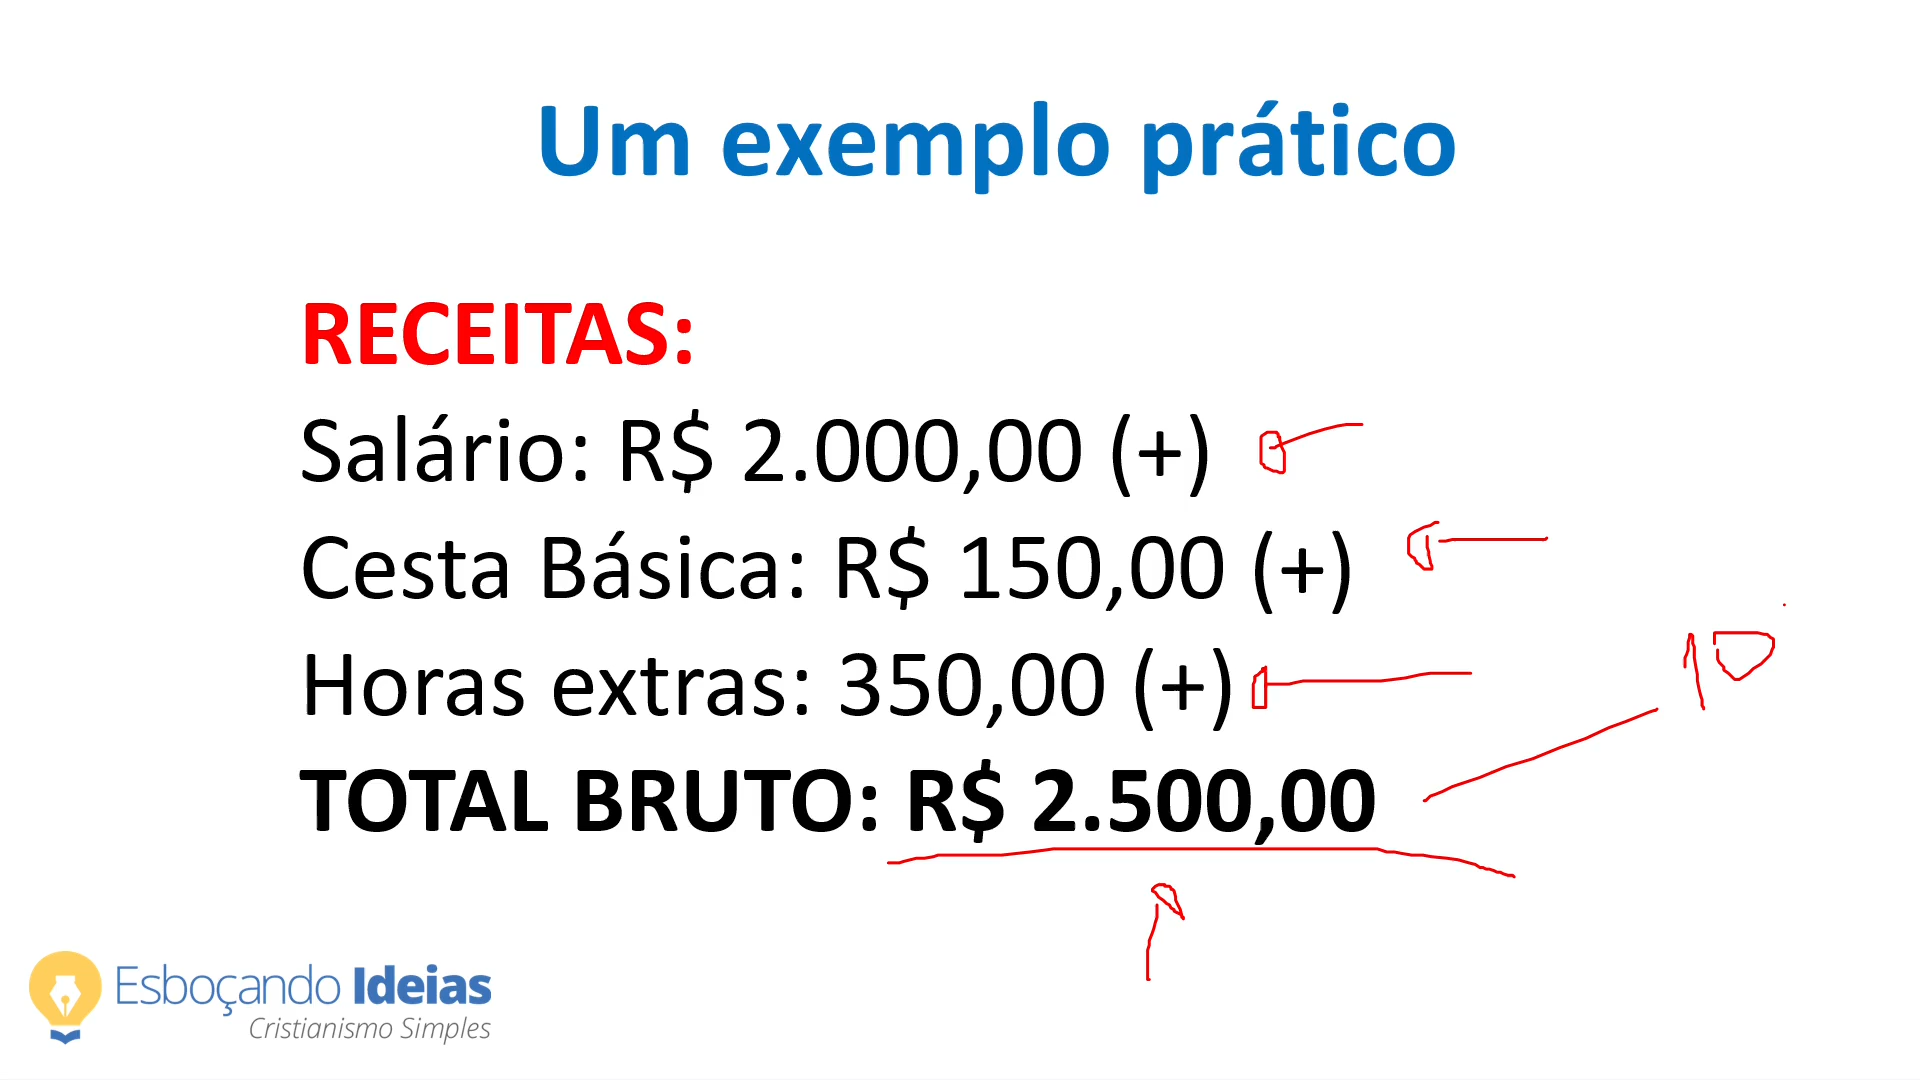 Um exemplo prático
RECEITAS:
Salário: R$ 2.000,00 (+)
Cesta Básica: R$ 150,00 (+)
Horas extras: 350,00 (+)
10
TOTAL BRUTO: R$ 2.500,00
Esboçando Ideias
Cristianismo Simples